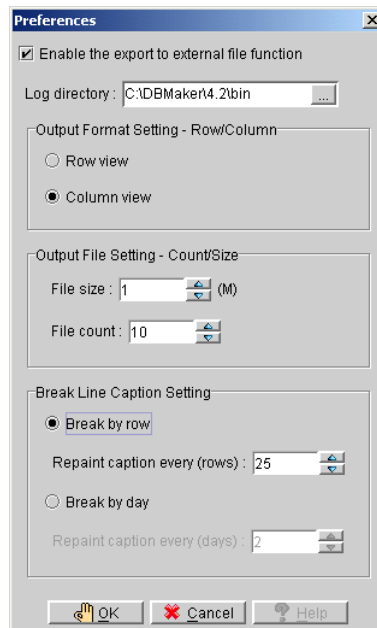 Preferences
Enable the export to external file function
Log directory : C:\DBMaker\4.2\bin ...
Output Format Setting - Row/Column
Row view
Column view
Output File Setting - Count/Size
File size : 1 (M)
File count : 10
Break Line Caption Setting
Break by row
Repaint caption every (rows) : 25
Break by day
Repaint caption every (days) : 2
OK Cancel Help